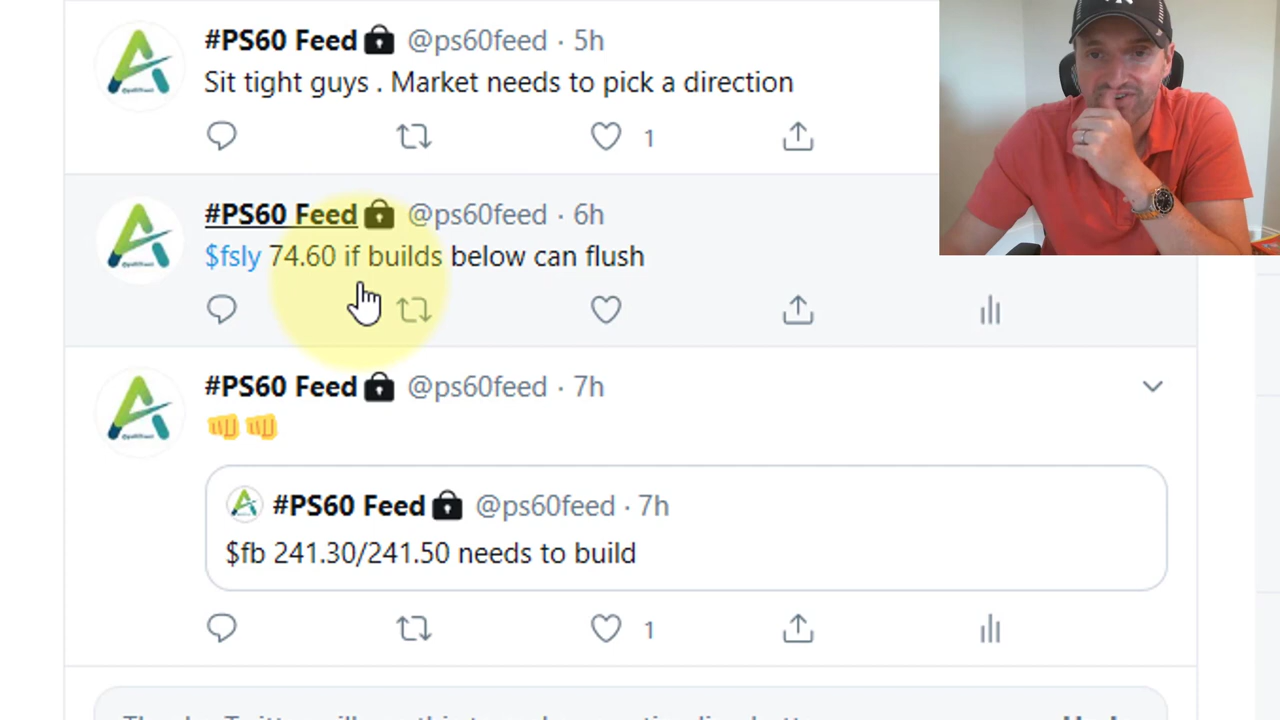 #PS60 Feed @ps60feed · 5h
Sit tight guys . Market needs to pick a direction
1
#PS60 Feed @ps60feed · 6h
$fsly 74.60 if builds below can flush
#PS60 Feed @ps60feed · 7h
👊👊
#PS60 Feed @ps60feed · 7h
$fb 241.30/241.50 needs to build
1